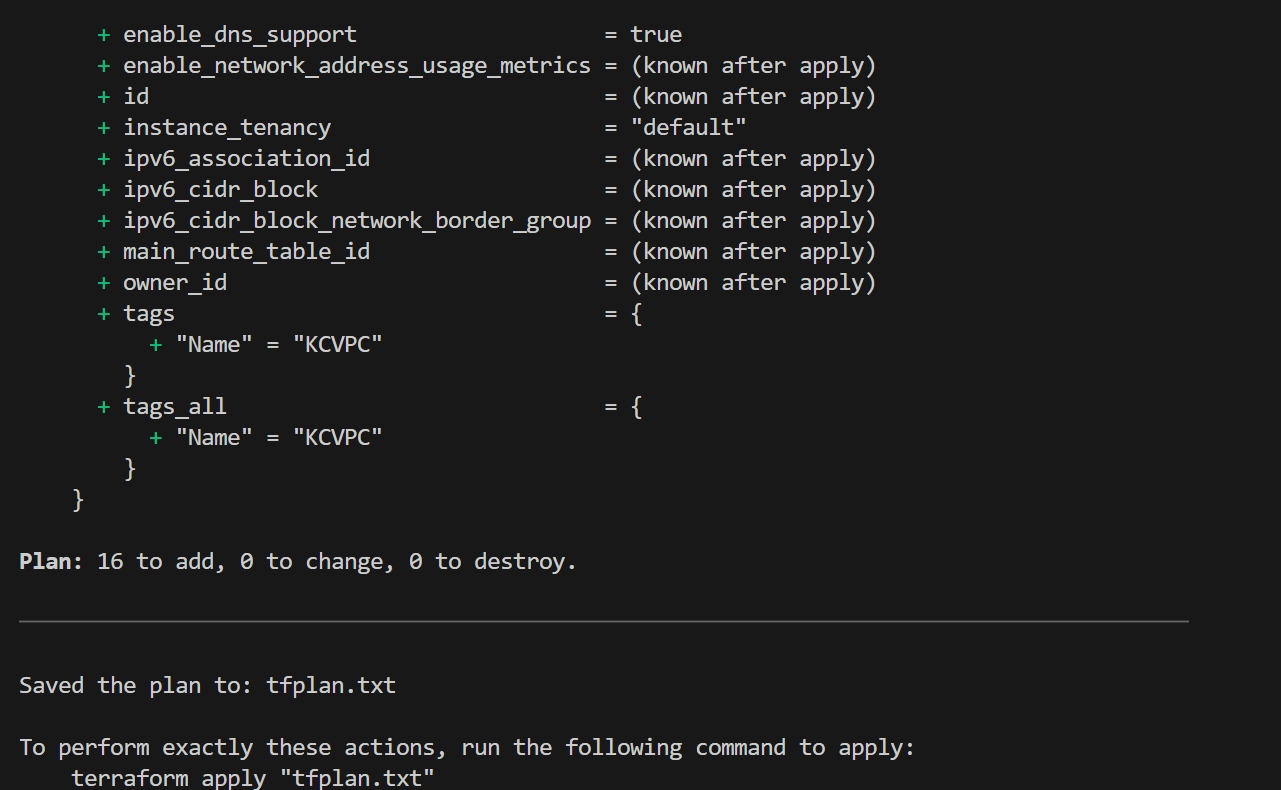 + enable_dns_support                   = true
+ enable_network_address_usage_metrics = (known after apply)
+ id                                   = (known after apply)
+ instance_tenancy                     = "default"
+ ipv6_association_id                  = (known after apply)
+ ipv6_cidr_block                      = (known after apply)
+ ipv6_cidr_block_network_border_group = (known after apply)
+ main_route_table_id                  = (known after apply)
+ owner_id                             = (known after apply)
+ tags                                 = {
+ "Name" = "KCVPC"
}
+ tags_all                             = {
+ "Name" = "KCVPC"
}
}
Plan: 16 to add, 0 to change, 0 to destroy.
Saved the plan to: tfplan.txt
To perform exactly these actions, run the following command to apply:
terraform apply "tfplan.txt"